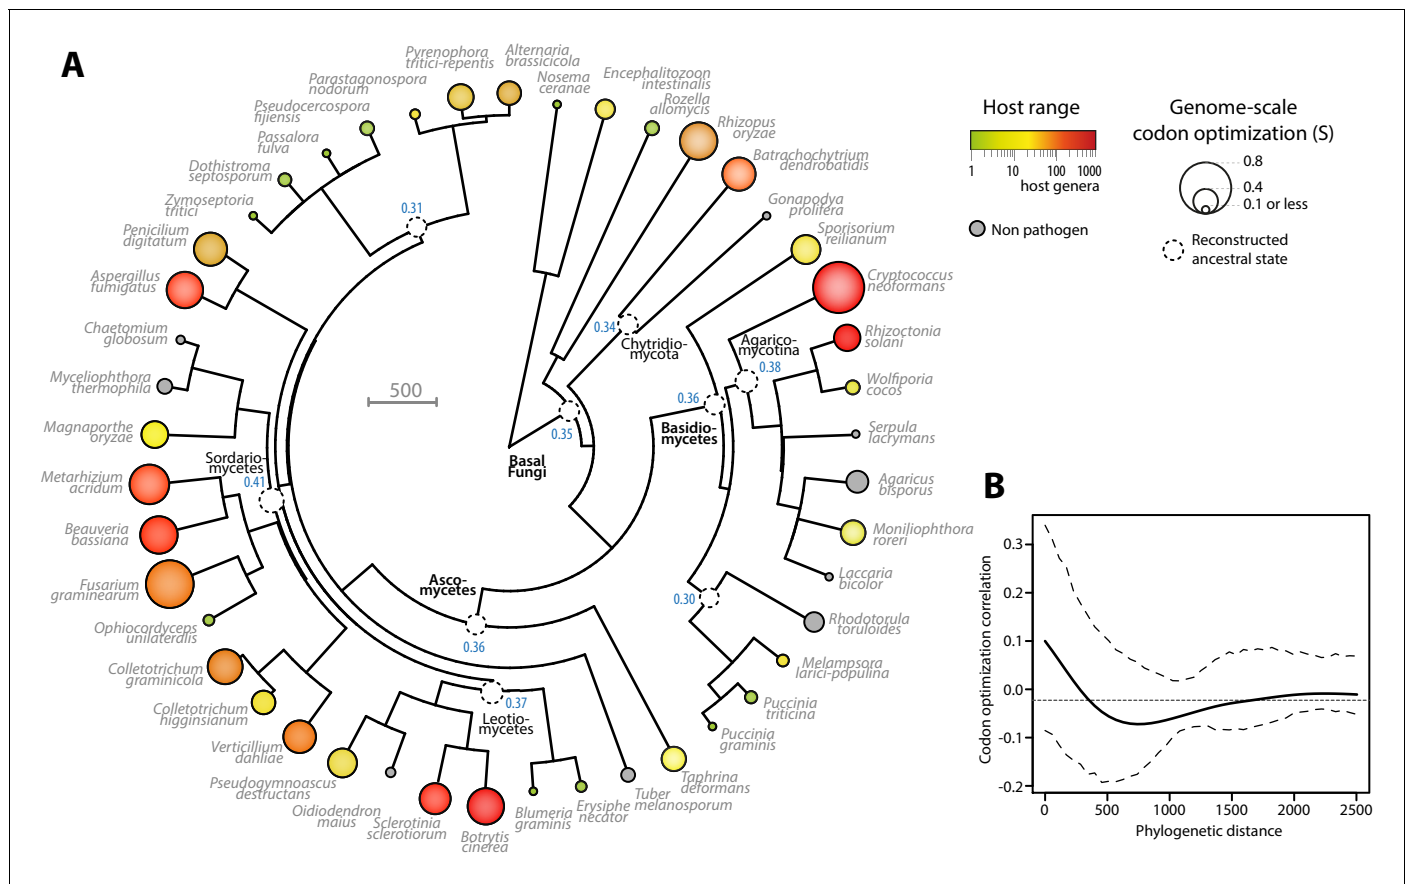 A
Pyrenophora
tritici-repentis
Alternaria
brassicicola
Nosema
ceranae
Encephalitozoon
intestinalis
Rozella
allomycis
Rhizopus
oryzae
Batrachochytrium
dendrobatidis
Gonapodya
prolifera
Sporisorium
reilianum
Cryptococcus
neoformans
Rhizoctonia
solani
Wolfiporia
cocos
Serpula
lacrymans
Agaricus
bisporus
Moniliophthora
roreri
Laccaria
bicolor
Rhodotorula
toruloides
Melampsora
larici-populina
Puccinia
triticina
Puccinia
graminis
Taphrina
deformans
Tuber
melanosporum
Erysiphe
necator
Blumeria
graminis
Botrytis
cinerea
Sclerotinia
sclerotiorum
Oidiodendron
maius
Pseudogymnoascus
destructans
Verticillium
dahliae
Colletotrichum
higginsianum
Colletotrichum
graminicola
Ophiocordyceps
unilaterdlis
Fusarium
graminearum
Beauveria
bassiana
Metarhizium
acridum
Magnaporthe
oryzae
Myceliophthora
thermophila
Chaetomium
globosum
Aspergillus
fumigatus
Penicilium
digitatum
Zymoseptoria
tritici
Dothistroma
septosporum
Passalora
fulva
Pseudocercospora
fijiensis
Parastagonospora
nodorum
0.31
0.34
Chytridio-
mycota
Agarico-
mycotina
0.38
0.36
Basidio-
mycetes
0.35
Basal
Fungi
500
Sordario-
mycetes
0.41
Asco-
mycetes
0.36
0.30
0.37
Leotio-
mycetes
Host range
1 10 100 1000
host genera
Non pathogen
Genome-scale
codon optimization (S)
0.8
0.4
0.1 or less
Reconstructed
ancestral state
B
Codon optimization correlation
0.3
0.2
0.1
0.0
-0.1
-0.2
0 500 1000 1500 2000 2500
Phylogenetic distance